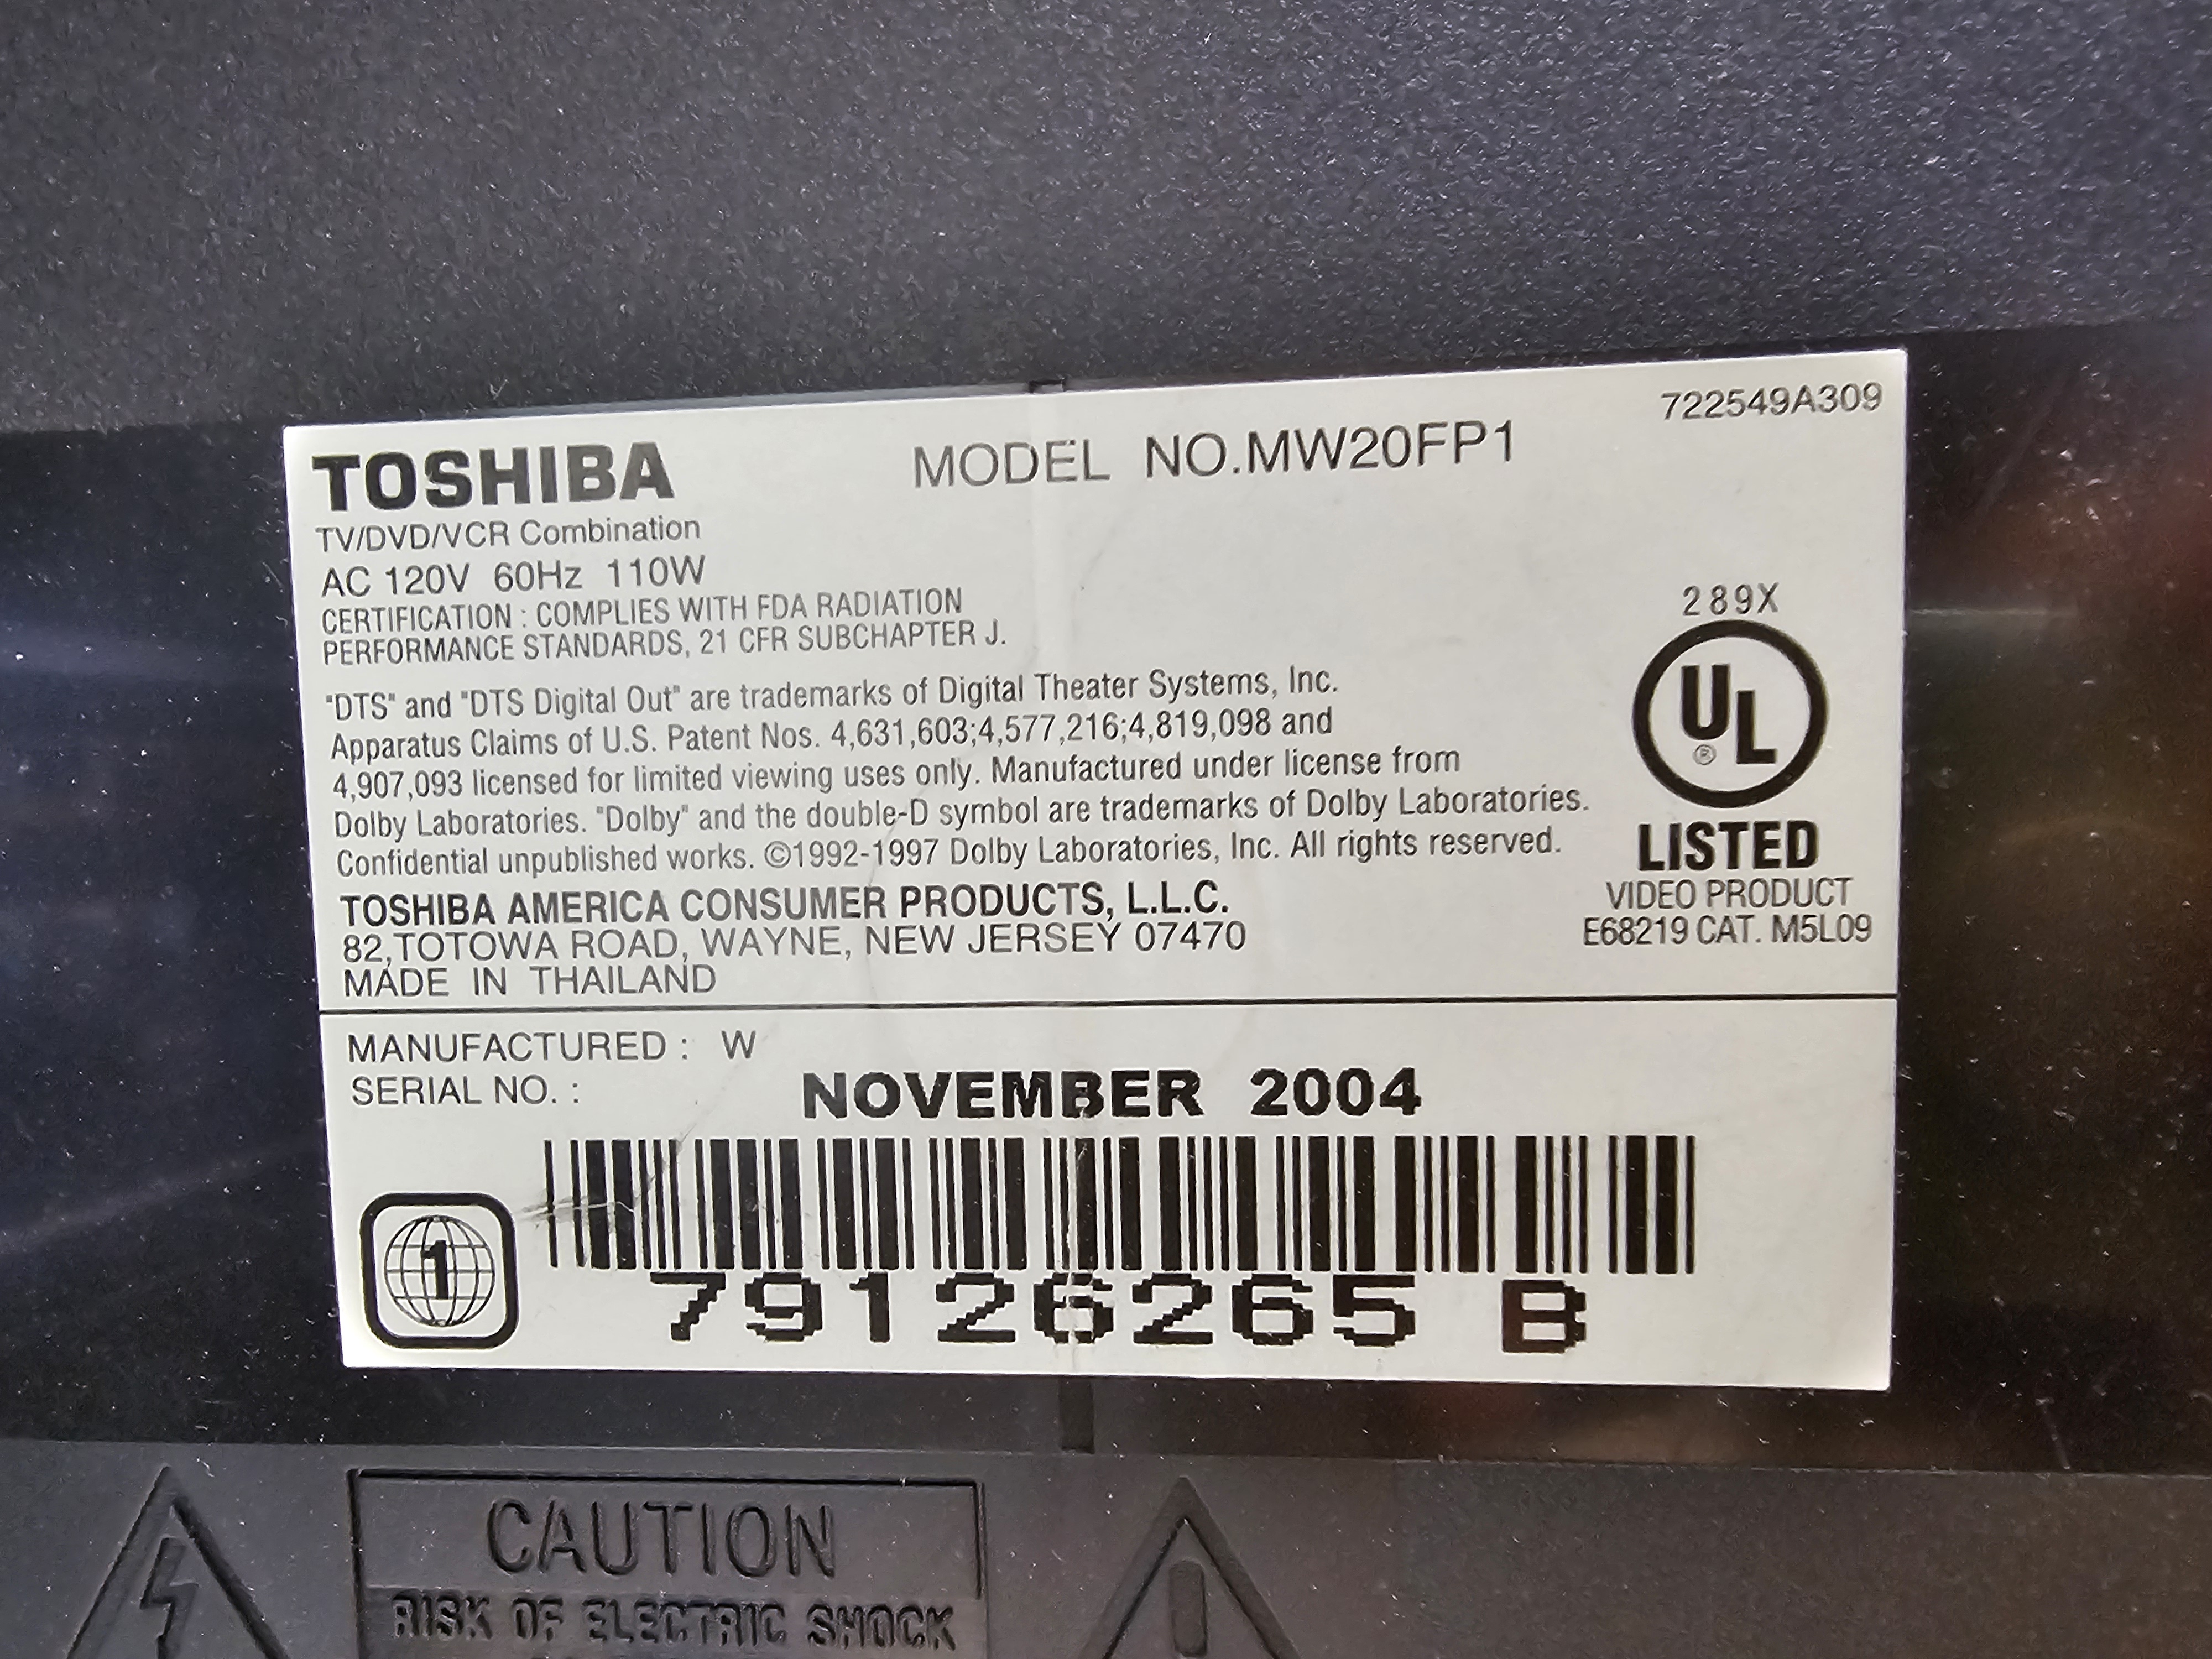 722549A309
TOSHIBA MODEL NO.MW20FP1
TV/DVD/VCR Combination
AC 120V 60Hz 110W
CERTIFICATION : COMPLIES WITH FDA RADIATION
PERFORMANCE STANDARDS, 21 CFR SUBCHAPTER J.
"DTS" and "DTS Digital Out" are trademarks of Digital Theater Systems, Inc.
Apparatus Claims of U.S. Patent Nos. 4,631,603;4,577,216;4,819,098 and
4,907,093 licensed for limited viewing uses only. Manufactured under license from
Dolby Laboratories. "Dolby" and the double-D symbol are trademarks of Dolby Laboratories.
Confidential unpublished works. ©1992-1997 Dolby Laboratories, Inc. All rights reserved.
TOSHIBA AMERICA CONSUMER PRODUCTS, L.L.C.
82,TOTOWA ROAD, WAYNE, NEW JERSEY 07470
MADE IN THAILAND
289X
UL
®
LISTED
VIDEO PRODUCT
E68219 CAT. M5L09
MANUFACTURED : W
SERIAL NO. :
NOVEMBER 2004
1
79126265 B
CAUTION
RISK OF ELECTRIC SHOCK